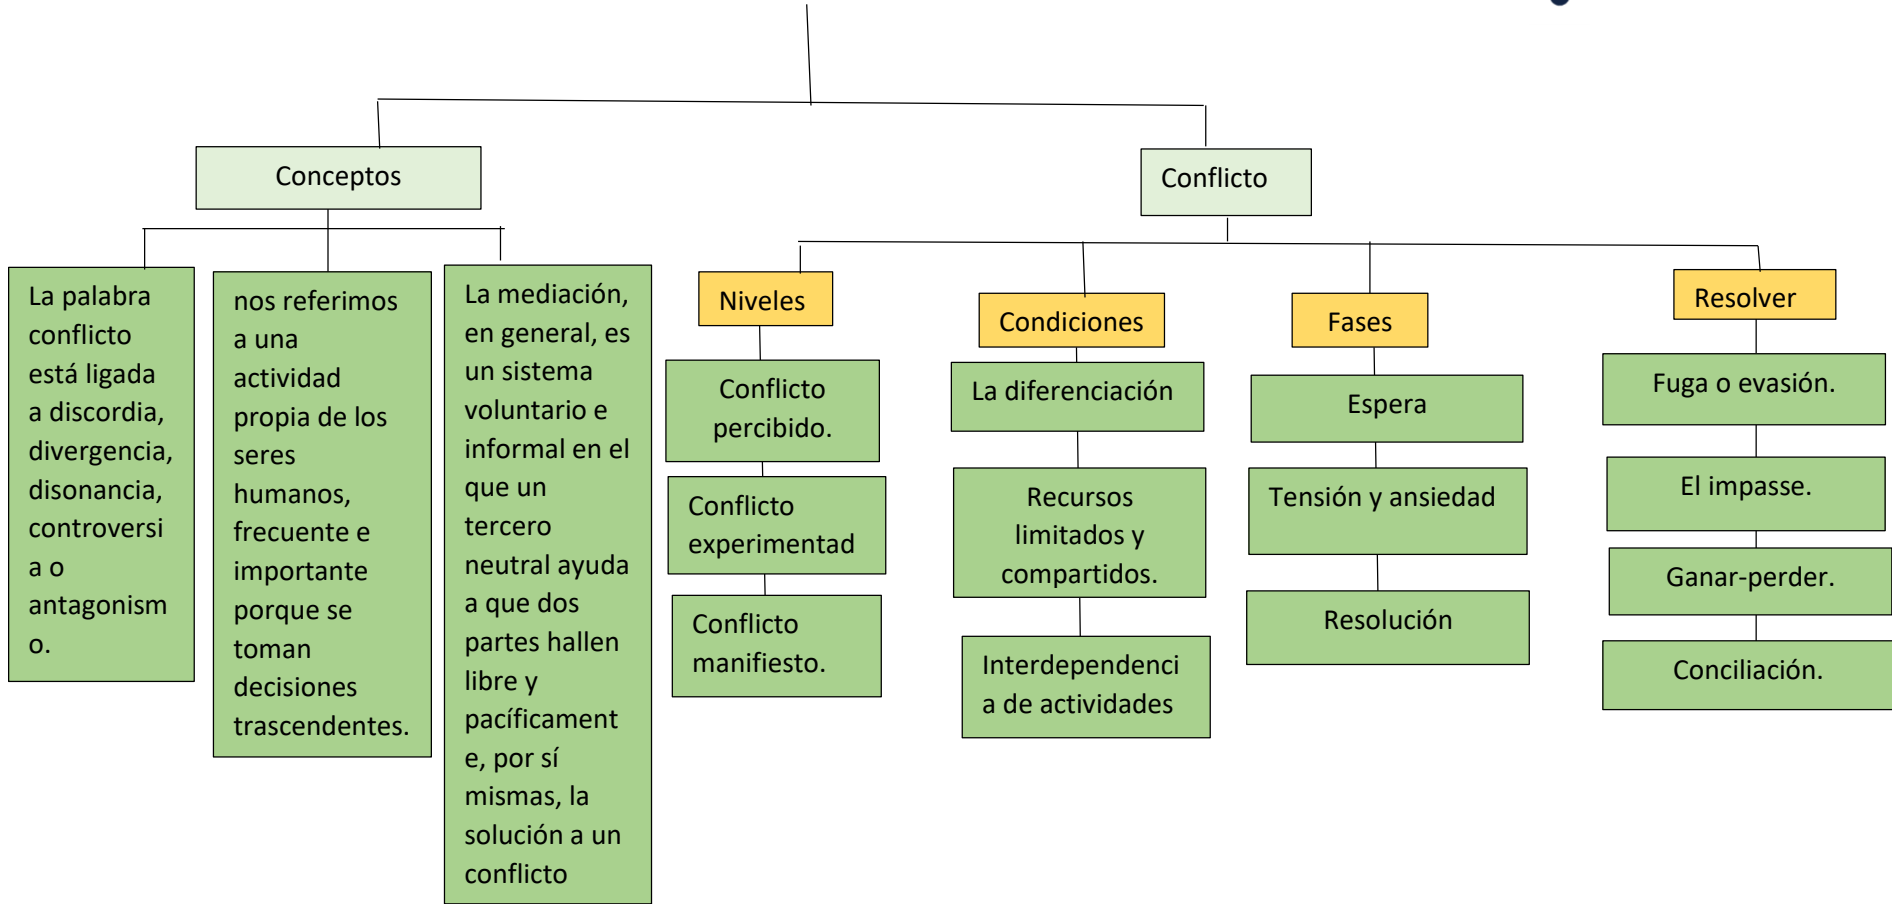 Conceptos
Conflicto
La palabra
conflicto
está ligada
a discordia,
divergencia,
disonancia,
controversi
a o
antagonism
o.
nos referimos
a una
actividad
propia de los
seres
humanos,
frecuente e
importante
porque se
toman
decisiones
trascendentes.
La mediación,
en general, es
un sistema
voluntario e
informal en el
que un
tercero
neutral ayuda
a que dos
partes hallen
libre y
pacíficament
e, por sí
mismas, la
solución a un
conflicto
Niveles
Conflicto
percibido.
Conflicto
experimentad
Conflicto
manifiesto.
Condiciones
La diferenciación
Recursos
limitados y
compartidos.
Interdependenci
a de actividades
Fases
Espera
Tensión y ansiedad
Resolución
Resolver
Fuga o evasión.
El impasse.
Ganar-perder.
Conciliación.